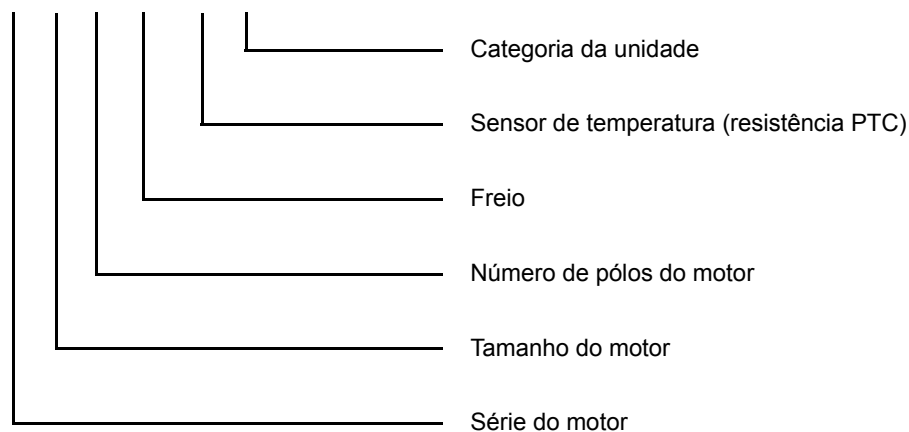 Categoria da unidade
Sensor de temperatura (resistência PTC)
Freio
Número de pólos do motor
Tamanho do motor
Série do motor